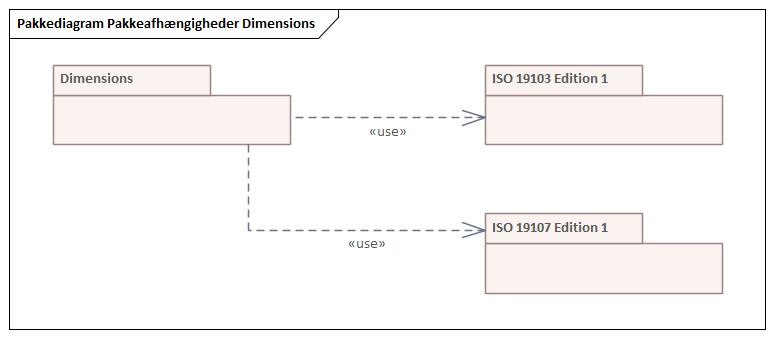 Pakkediagram Pakkeafhængigheder Dimensions
Dimensions
ISO 19103 Edition 1
«use»
ISO 19107 Edition 1
«use»